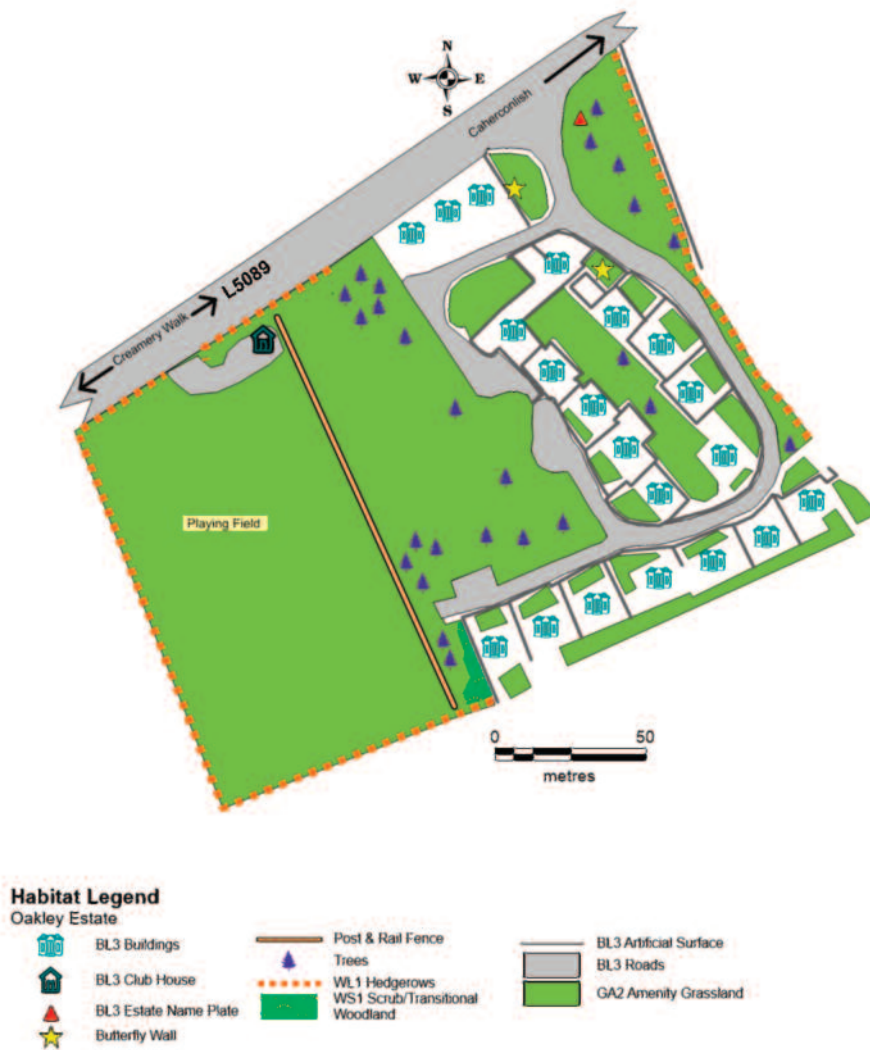 N
W E
S
Caherconlish
Creamery Walk
L5089
Playing Field
0 50
metres
Habitat Legend
Oakley Estate
BL3 Buildings
BL3 Club House
BL3 Estate Name Plate
Butterfly Wall
Post & Rail Fence
Trees
WL1 Hedgerows
WS1 Scrub/Transitional
Woodland
BL3 Artificial Surface
BL3 Roads
GA2 Amenity Grassland